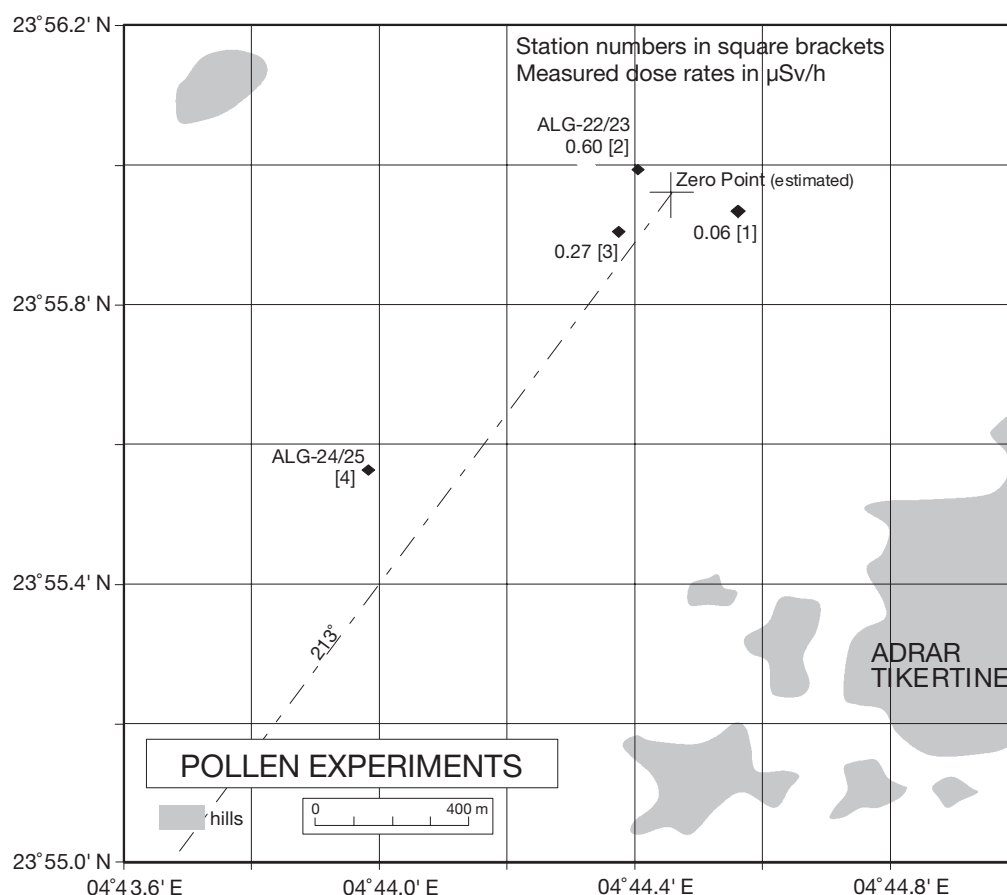 23°56.2' N
Station numbers in square brackets
Measured dose rates in µSv/h
ALG-22/23
0.60 [2]
Zero Point (estimated)
0.06 [1]
0.27 [3]
23°55.8' N
ALG-24/25
[4]
23°55.4' N
213°
ADRAR
TIKERTINE
POLLEN EXPERIMENTS
hills
0 400 m
23°55.0' N
04°43.6' E 04°44.0' E 04°44.4' E 04°44.8' E